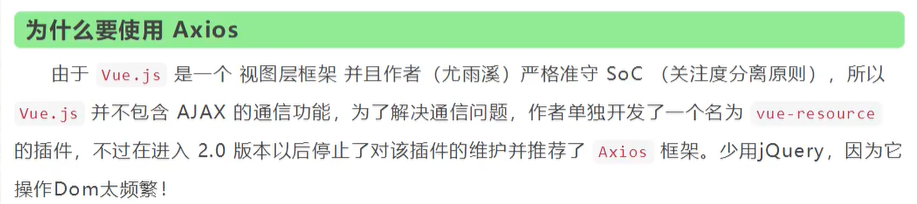 为什么要使用 Axios
由于 Vue.js 是一个 视图层框架 并且作者（尤雨溪）严格准守 SoC （关注度分离原则），所以
Vue.js 并不包含 AJAX 的通信功能，为了解决通信问题，作者单独开发了一个名为 vue-resource
的插件，不过在进入 2.0 版本以后停止了对该插件的维护并推荐了 Axios 框架。少用jQuery，因为它
操作Dom太频繁！